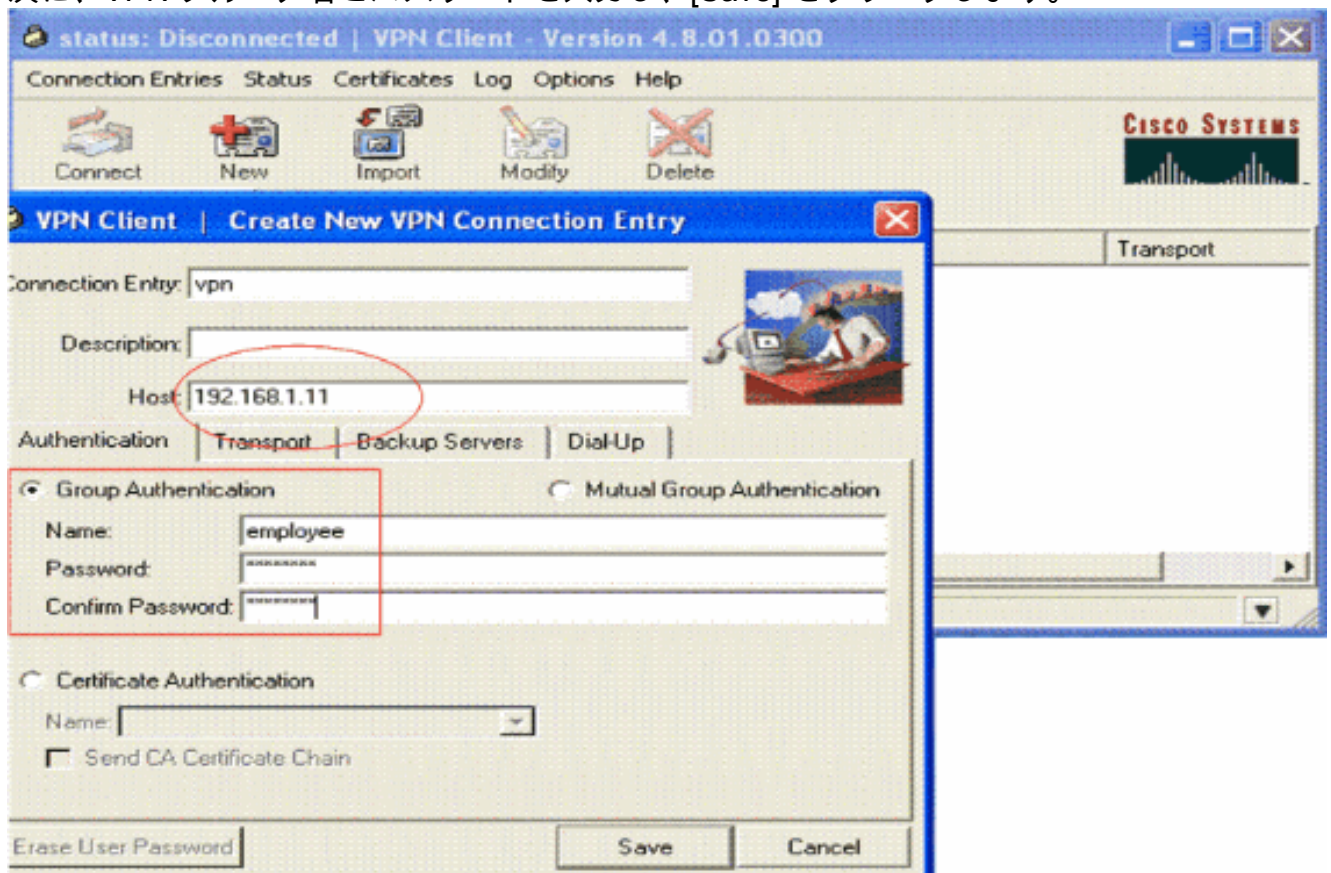 status: Disconnected | VPN Client - Version 4.8.01.0300
Connection Entries Status Certificates Log Options Help
Connect New Import Modify Delete
CISCO SYSTEMS
VPN Client | Create New VPN Connection Entry
Transport
Connection Entry: vpn
Description:
Host: 192.168.1.11
Authentication Transport Backup Servers Dial-Up
Group Authentication Mutual Group Authentication
Name: employee
Password: ********
Confirm Password: ********
Certificate Authentication
Name:
Send CA Certificate Chain
Erase User Password Save Cancel